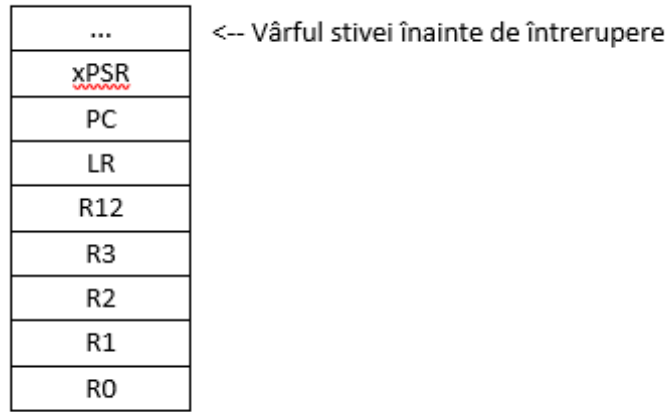 ... <-- Vârful stivei înainte de întrerupere
xPSR
PC
LR
R12
R3
R2
R1
R0